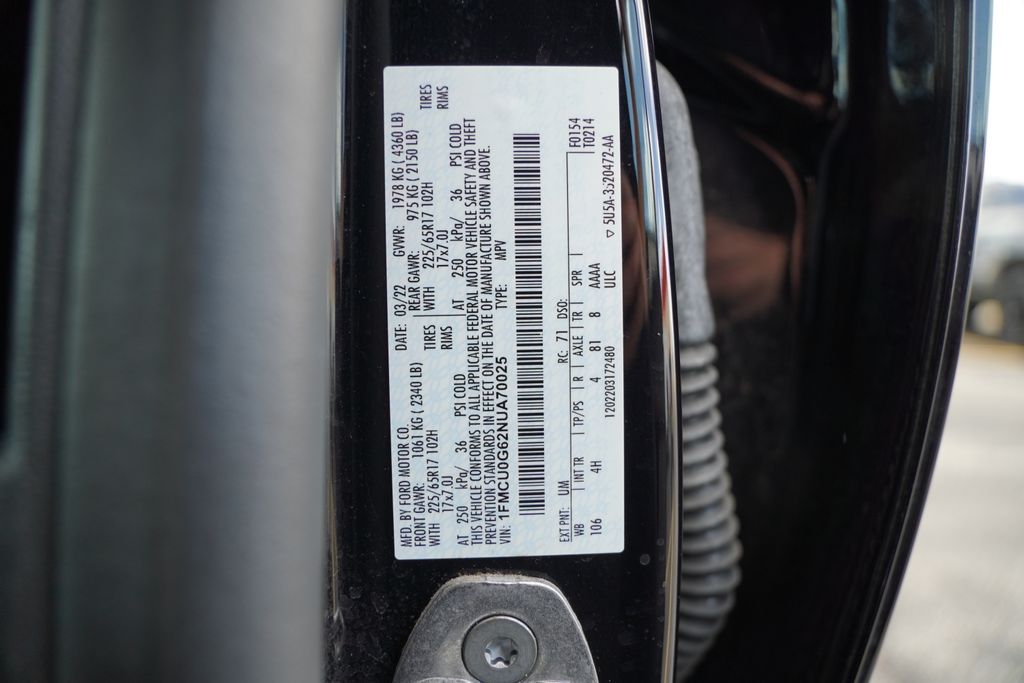 MFD. BY FORD MOTOR CO. DATE: 03/22 GVWR: 1978 KG ( 4360 LB)
FRONT GAWR: 1061 KG ( 2340 LB) REAR GAWR: 975 KG ( 2150 LB)
WITH 225/65R17 102H TIRES WITH 225/65R17 102H TIRES
17x7.0J RIMS 17x7.0J RIMS
AT 250 kPa/ 36 PSI COLD AT 250 kPa/ 36 PSI COLD
THIS VEHICLE CONFORMS TO ALL APPLICABLE FEDERAL MOTOR VEHICLE SAFETY AND THEFT
PREVENTION STANDARDS IN EFFECT ON THE DATE OF MANUFACTURE SHOWN ABOVE.
VIN: 1FMCU0G62NUA70025 TYPE: MPV
EXT PNT: UM RC: 71 DSO: F0154
WB INT TR TP/PS R AXLE TR SPR T0214
106 4H 4 81 8 AAAA
ULC 5U5A-3520472-AA
1202203172480